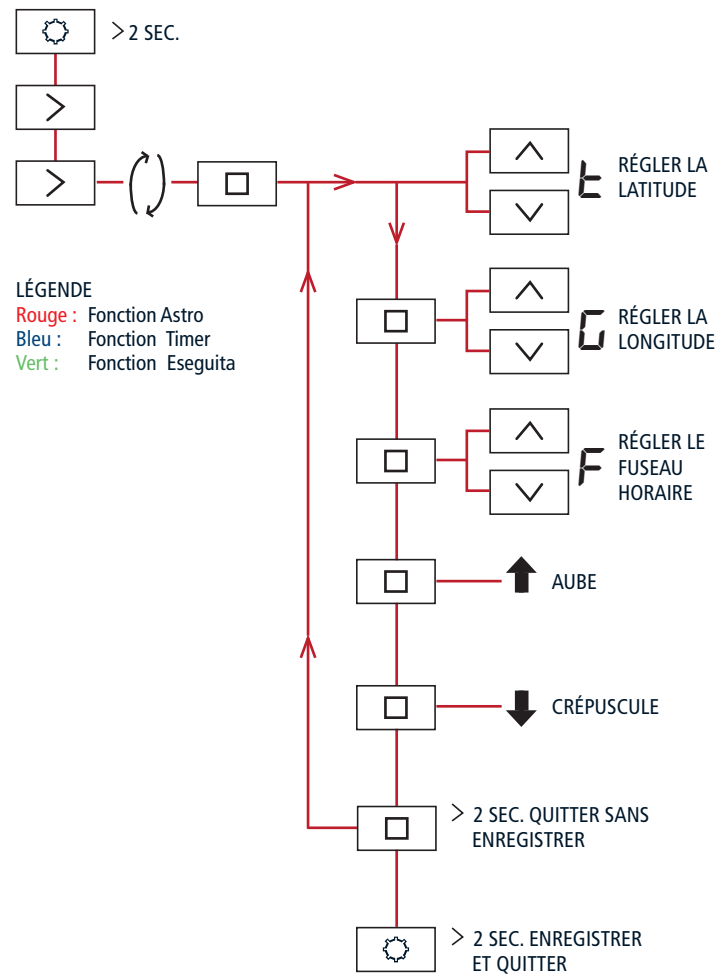 > 2 SEC.
t RÉGLER LA
LATITUDE
LÉGENDE
Rouge : Fonction Astro
Bleu : Fonction Timer
Vert : Fonction Eseguita
G RÉGLER LA
LONGITUDE
F RÉGLER LE
FUSEAU
HORAIRE
AUBE
CRÉPUSCULE
> 2 SEC. QUITTER SANS
ENREGISTRER
> 2 SEC. ENREGISTRER
ET QUITTER